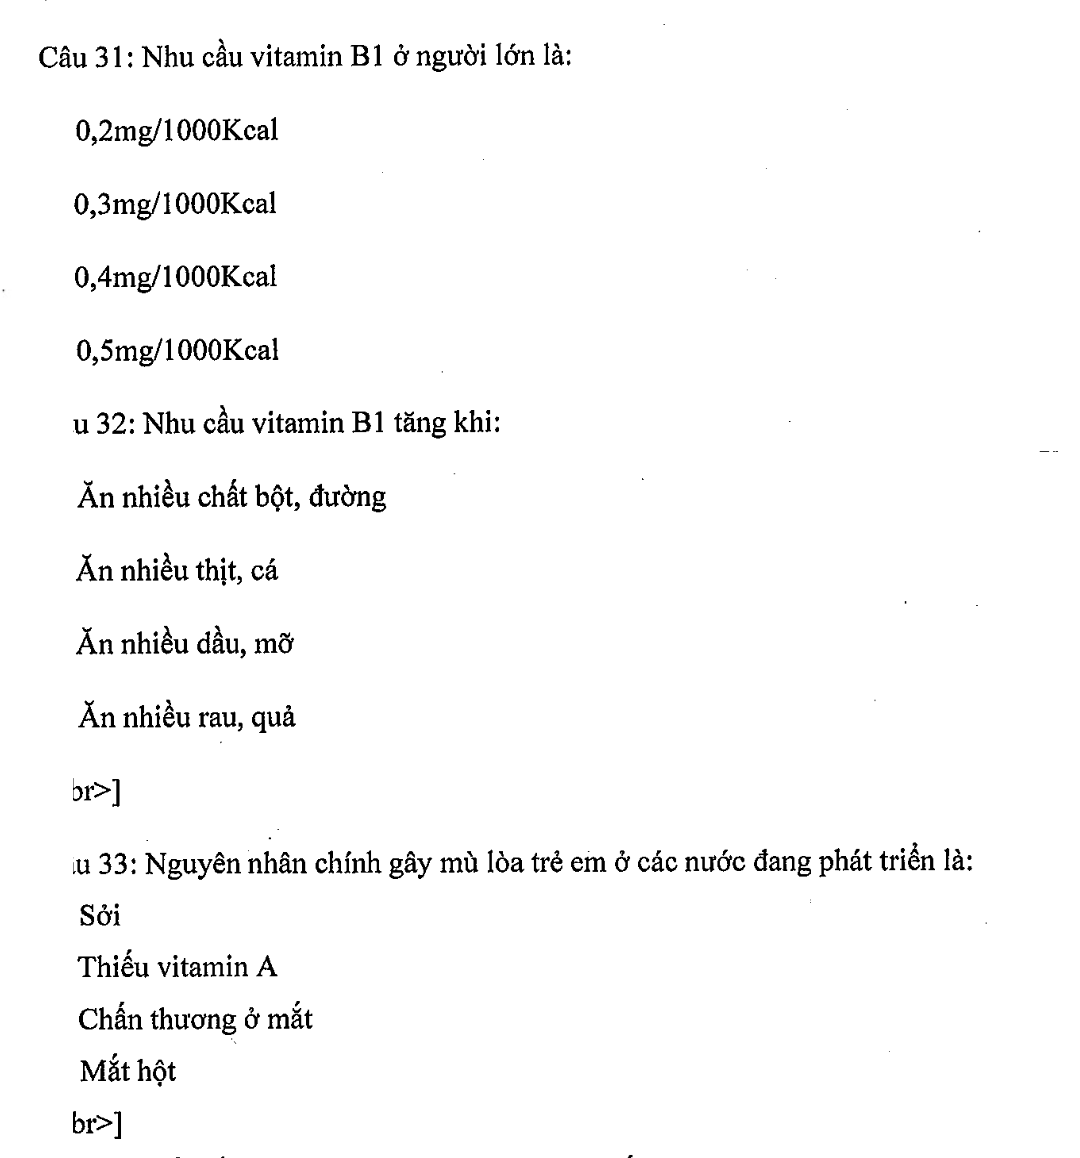 Câu 31: Nhu cầu vitamin B1 ở người lớn là:
0,2mg/1000Kcal
0,3mg/1000Kcal
0,4mg/1000Kcal
0,5mg/1000Kcal
u 32: Nhu cầu vitamin B1 tăng khi:
Ăn nhiều chất bột, đường
Ăn nhiều thịt, cá
Ăn nhiều dầu, mỡ
Ăn nhiều rau, quả
br>]
u 33: Nguyên nhân chính gây mù lòa trẻ em ở các nước đang phát triển là:
Sởi
Thiếu vitamin A
Chấn thương ở mắt
Mắt hột
br>]